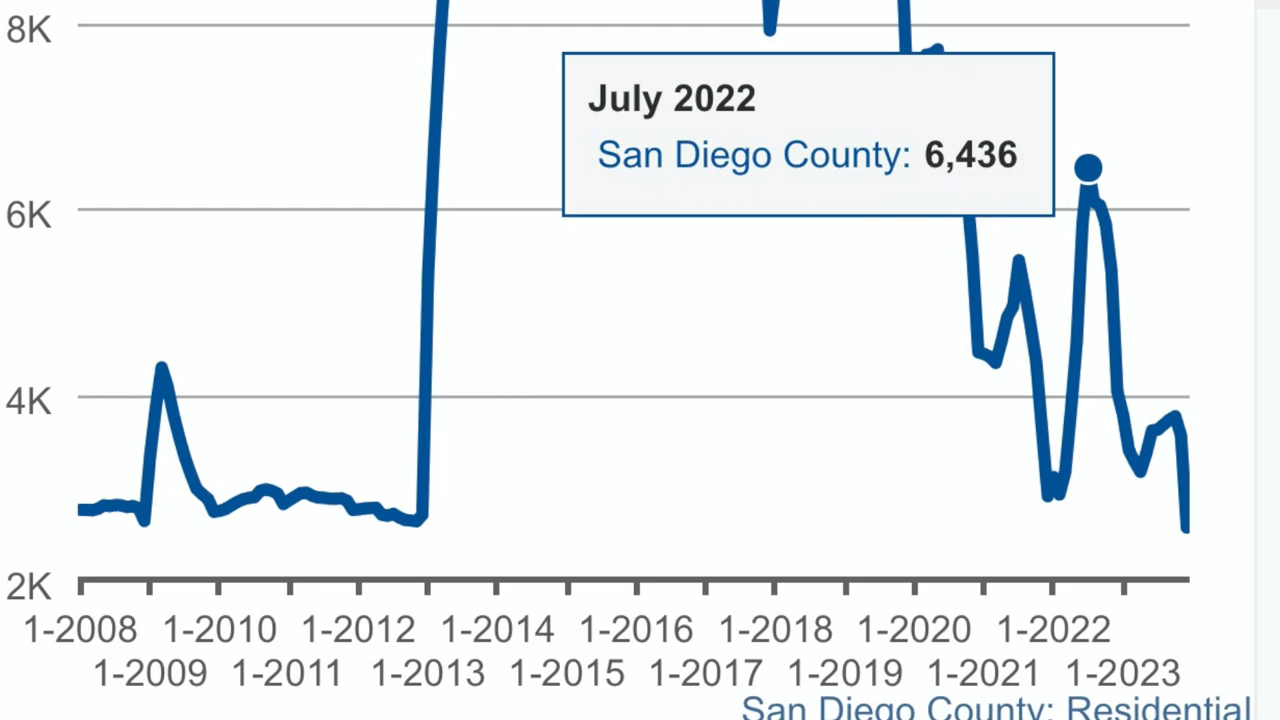 8K
July 2022
San Diego County: 6,436
6K
4K
2K
1-2008 1-2010 1-2012 1-2014 1-2016 1-2018 1-2020 1-2022
1-2009 1-2011 1-2013 1-2015 1-2017 1-2019 1-2021 1-2023
San Diego County: Residential